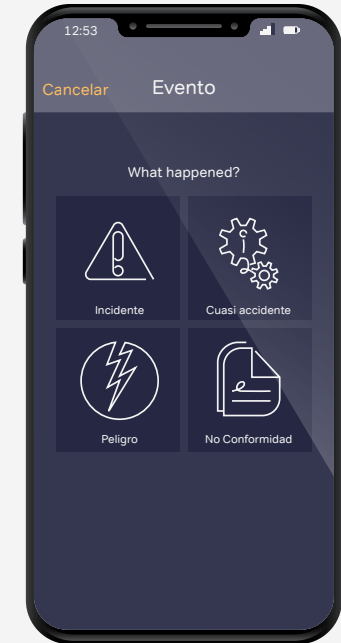 12:53
Cancelar Evento
What happened?
Incidente Cuasi accidente
Peligro No Conformidad